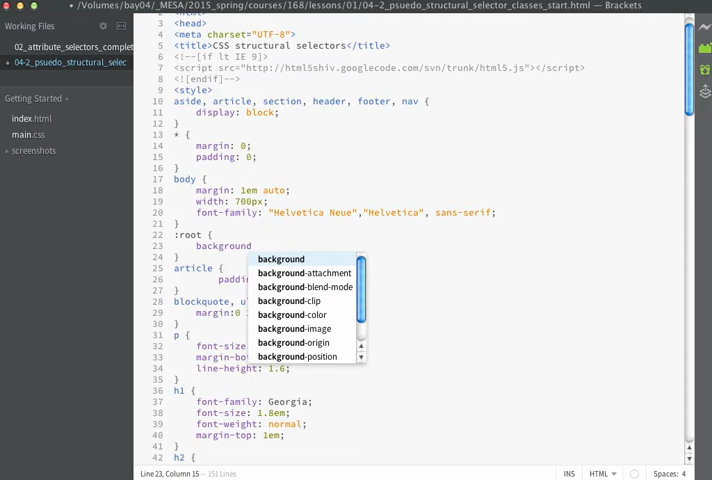 /Volumes/bay04/_MESA/2015_spring/courses/168/lessons/01/04-2_psuedo_structural_selector_classes_start.html — Brackets
Working Files
02_attribute_selectors_complet
04-2_psuedo_structural_selec
Getting Started
index.html
main.css
screenshots
3 <head>
4 <meta charset="UTF-8">
5 <title>CSS structural selectors</title>
6 <!--[if lt IE 9]>
7 <script src="http://html5shiv.googlecode.com/svn/trunk/html5.js"></script>
8 <![endif]-->
9 <style>
10 aside, article, section, header, footer, nav {
11 display: block;
12 }
13 * {
14 margin: 0;
15 padding: 0;
16 }
17 body {
18 margin: 1em auto;
19 width: 700px;
20 font-family: "Helvetica Neue","Helvetica", sans-serif;
21 }
22 :root {
23 background
24 }
25 article {
26 paddin
28 blockquote, u
29 margin:0
30 }
31 p {
32 font-size
33 margin-bo
34 line-height: 1.6;
35 }
36 h1 {
37 font-family: Georgia;
38 font-size: 1.8em;
39 font-weight: normal;
40 margin-top: 1em;
41 }
42 h2 {
background
background-attachment
background-blend-mode
background-clip
background-color
background-image
background-origin
background-position
Line 23, Column 15 — 151 Lines
INS
HTML
Spaces: 4